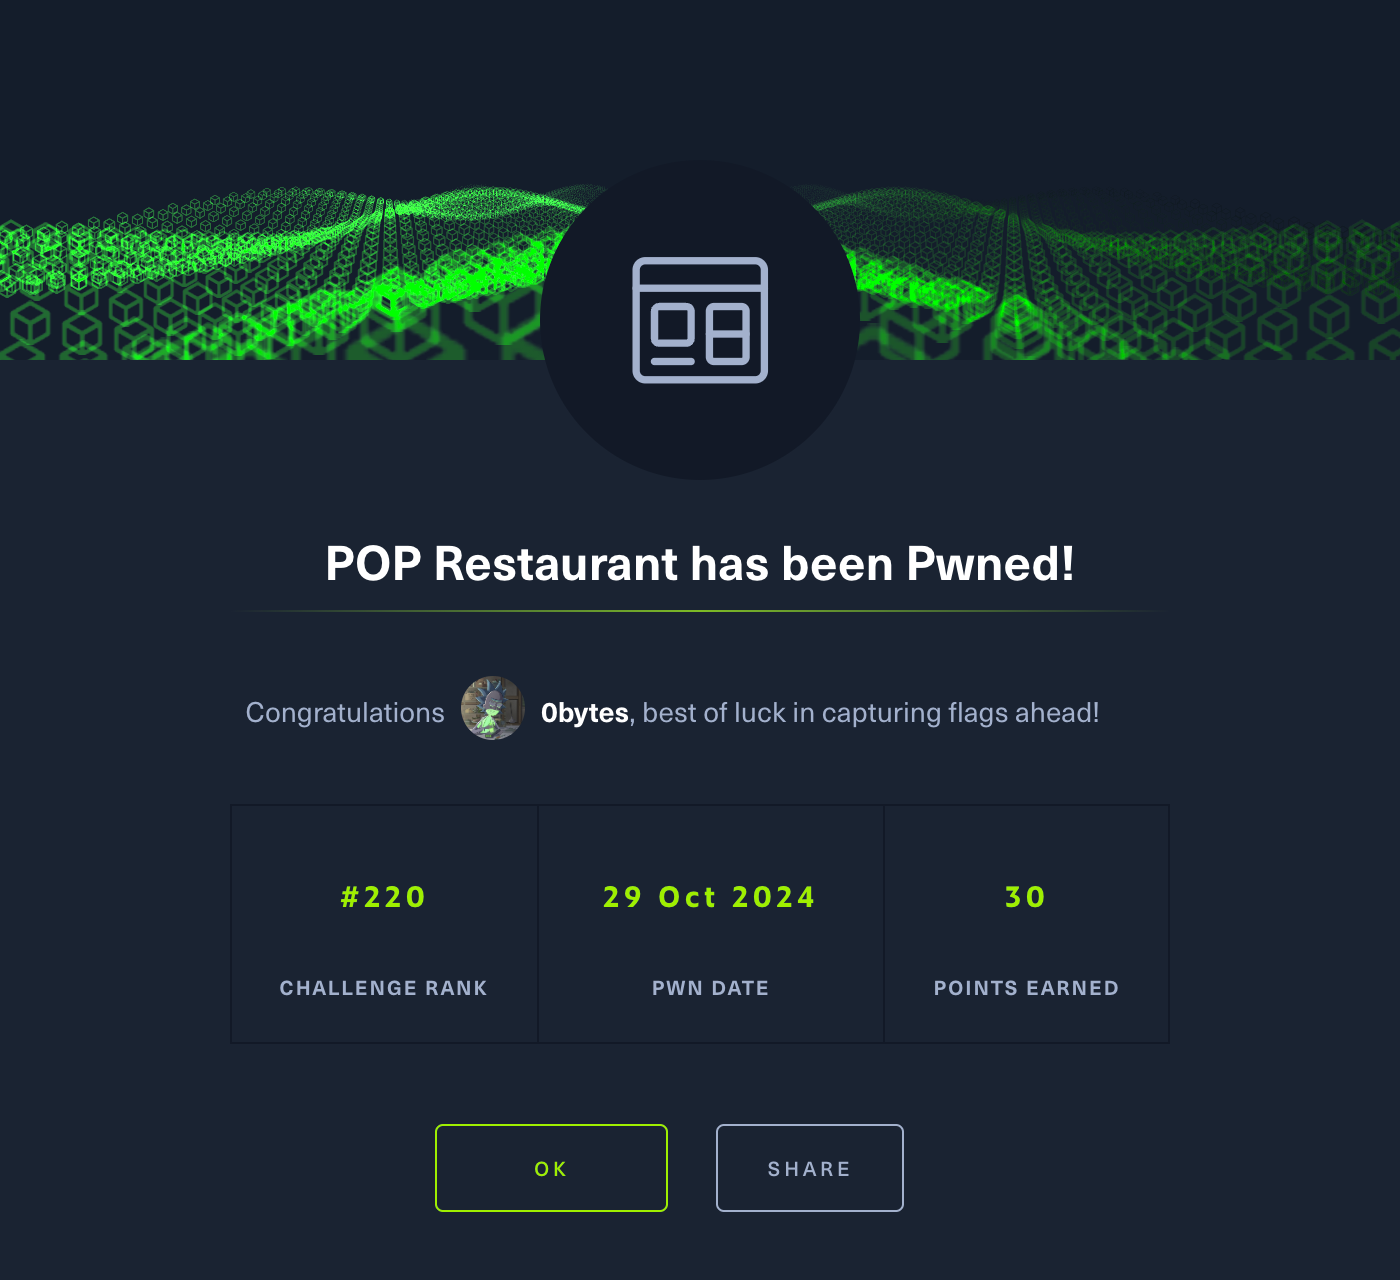 POP Restaurant has been Pwned!
Congratulations 0bytes, best of luck in capturing flags ahead!
#220 29 Oct 2024 30
CHALLENGE RANK PWN DATE POINTS EARNED
OK SHARE